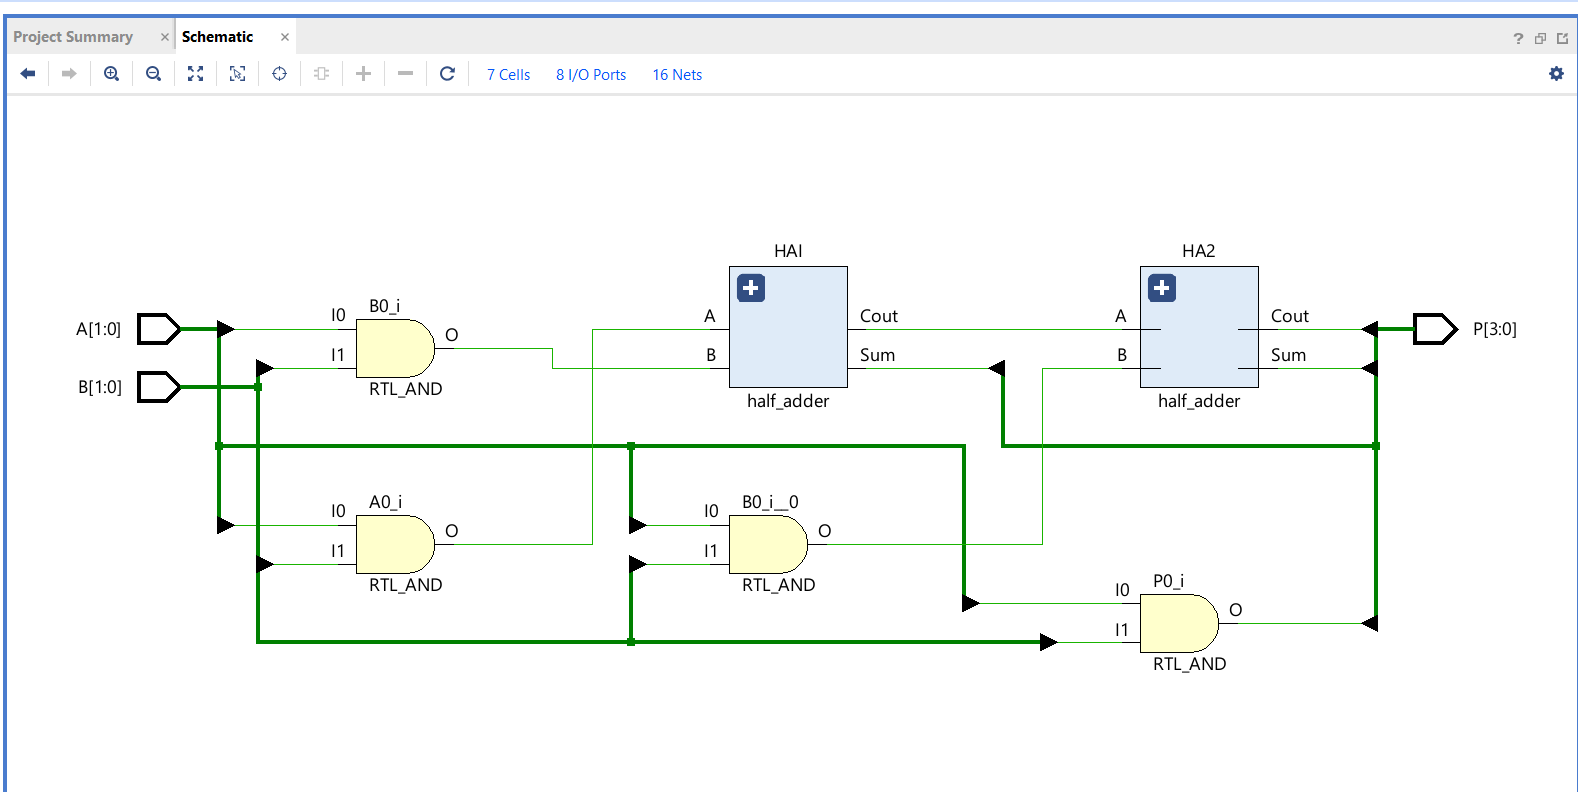 Project Summary × Schematic ×
7 Cells 8 I/O Ports 16 Nets
HAI HA2
B0_i
A[1:0] I0 O A Cout A Cout P[3:0]
B[1:0] I1 B Sum B Sum
RTL_AND half_adder half_adder
A0_i B0_i__0
I0 O I0 O
I1 I1
RTL_AND RTL_AND P0_i
I0 O
I1
RTL_AND